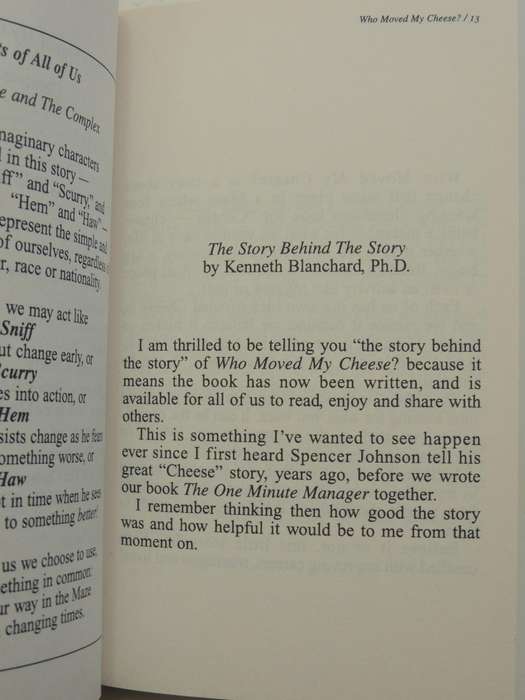 s of All of Us
e and The Complex
maginary characters
in this story —
ff" and "Scurry," and
"Hem" and "Haw" —
epresent the simple and
of ourselves, regardless
r, race or nationality.
we may act like
Sniff
ut change early, or
curry
es into action, or
Hem
sists change as he fears
omething worse, or
Haw
t in time when he sees
to something better!
us we choose to use,
ething in common:
ur way in the Maze
changing times.
Who Moved My Cheese? / 13
The Story Behind The Story
by Kenneth Blanchard, Ph.D.
I am thrilled to be telling you "the story behind
the story" of Who Moved My Cheese? because it
means the book has now been written, and is
available for all of us to read, enjoy and share with
others.
This is something I've wanted to see happen
ever since I first heard Spencer Johnson tell his
great "Cheese" story, years ago, before we wrote
our book The One Minute Manager together.
I remember thinking then how good the story
was and how helpful it would be to me from that
moment on.